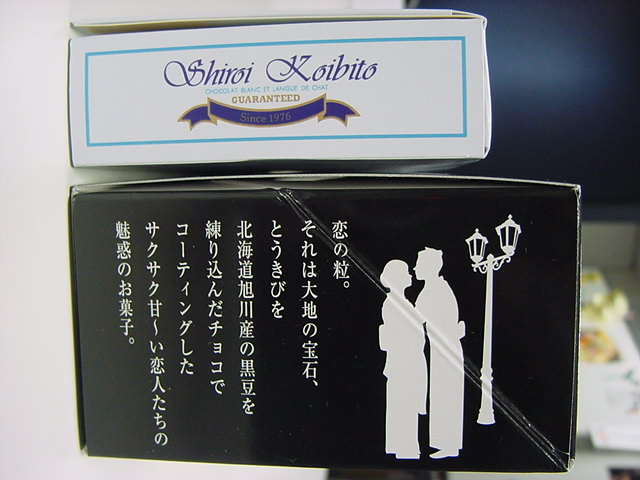 Shiroi Koibito
CHOCOLAT BLANC ET LANGUE DE CHAT
GUARANTEED
Since 1976
恋の粒。
それは大地の宝石、
とうきびを
北海道旭川産の黒豆を
練り込んだチョコで
コーティングした
サクサク甘〜い恋人たちの
魅惑のお菓子。